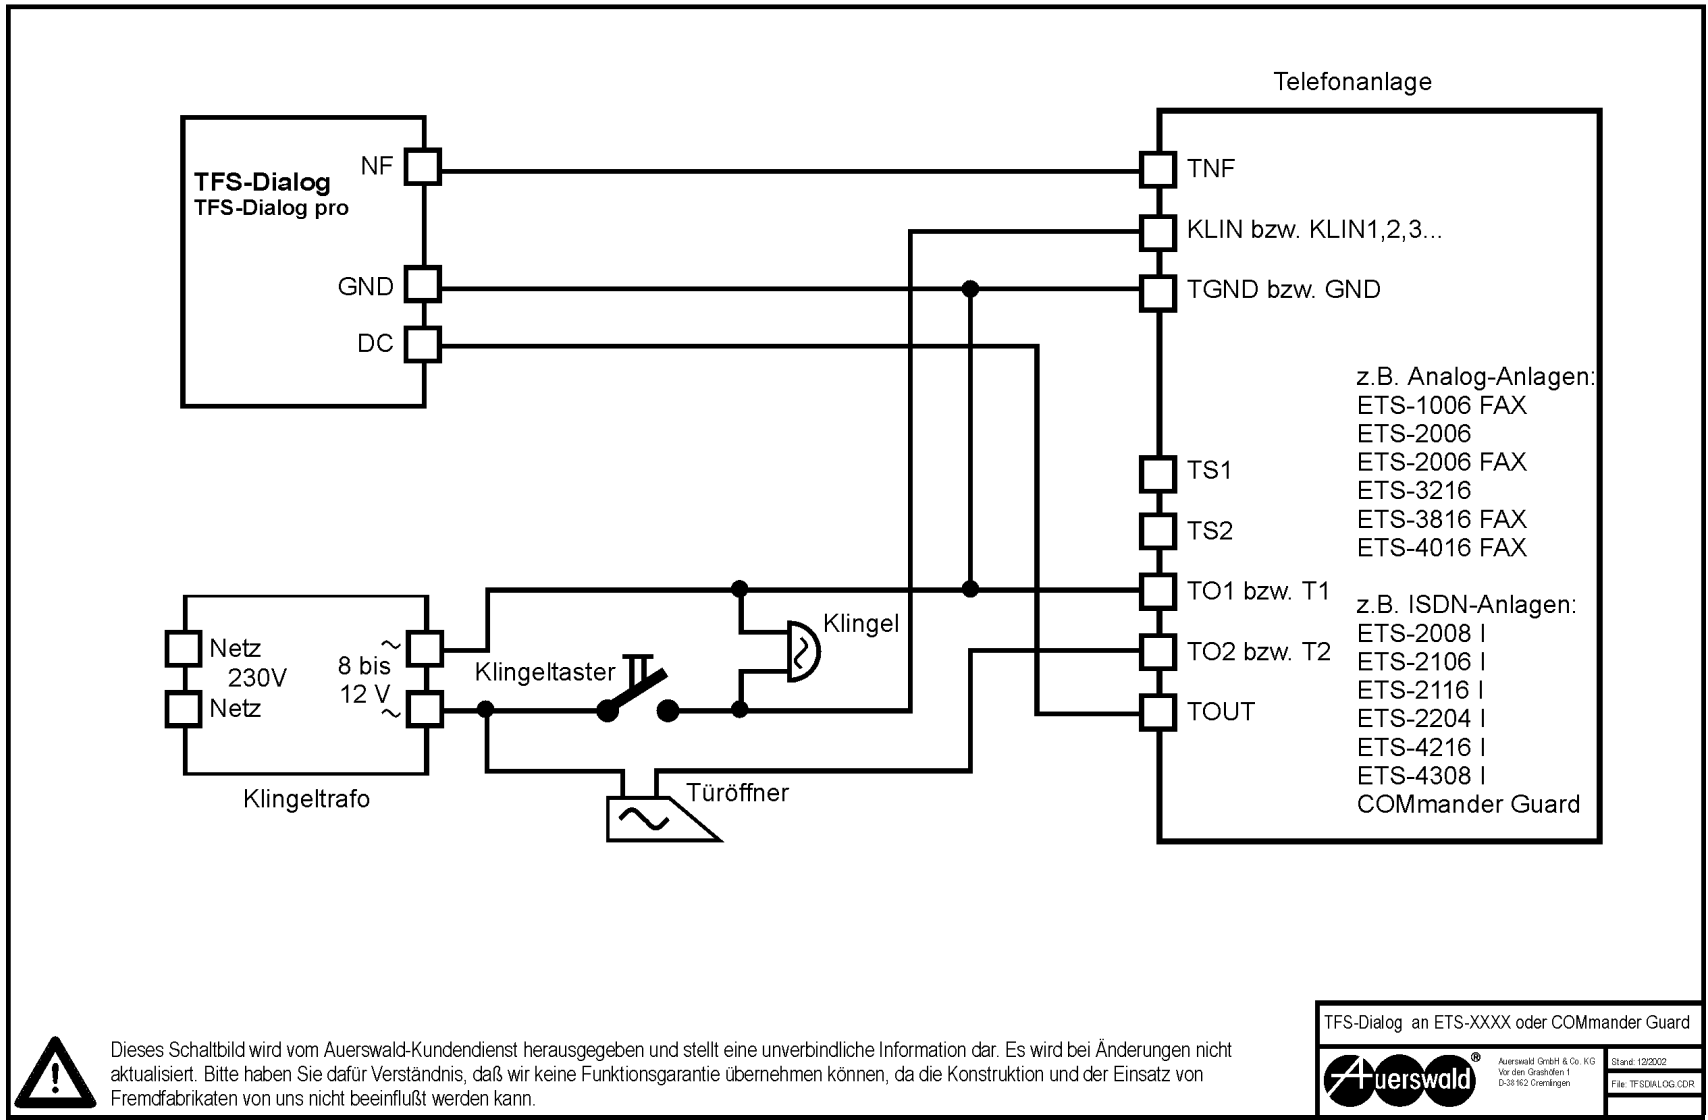 Telefonanlage
TFS-Dialog
TFS-Dialog pro
NF
GND
DC
TNF
KLIN bzw. KLIN1,2,3...
TGND bzw. GND
TS1
TS2
TO1 bzw. T1
TO2 bzw. T2
TOUT
z.B. Analog-Anlagen:
ETS-1006 FAX
ETS-2006
ETS-2006 FAX
ETS-3216
ETS-3816 FAX
ETS-4016 FAX
z.B. ISDN-Anlagen:
ETS-2008 I
ETS-2106 I
ETS-2116 I
ETS-2204 I
ETS-4216 I
ETS-4308 I
COMmander Guard
Netz
230V
Netz
~
8 bis
12 V
~
Klingeltrafo
Klingeltaster
Klingel
Türöffner
!
Dieses Schaltbild wird vom Auerswald-Kundendienst herausgegeben und stellt eine unverbindliche Information dar. Es wird bei Änderungen nicht
aktualisiert. Bitte haben Sie dafür Verständnis, daß wir keine Funktionsgarantie übernehmen können, da die Konstruktion und der Einsatz von
Fremdfabrikaten von uns nicht beeinflußt werden kann.
TFS-Dialog an ETS-XXXX oder COMmander Guard
Auerswald®
Auerswald GmbH & Co. KG
Vor den Grashöfen 1
D-38162 Cremlingen
Stand: 12/2002
File: TFSDIALOG.CDR